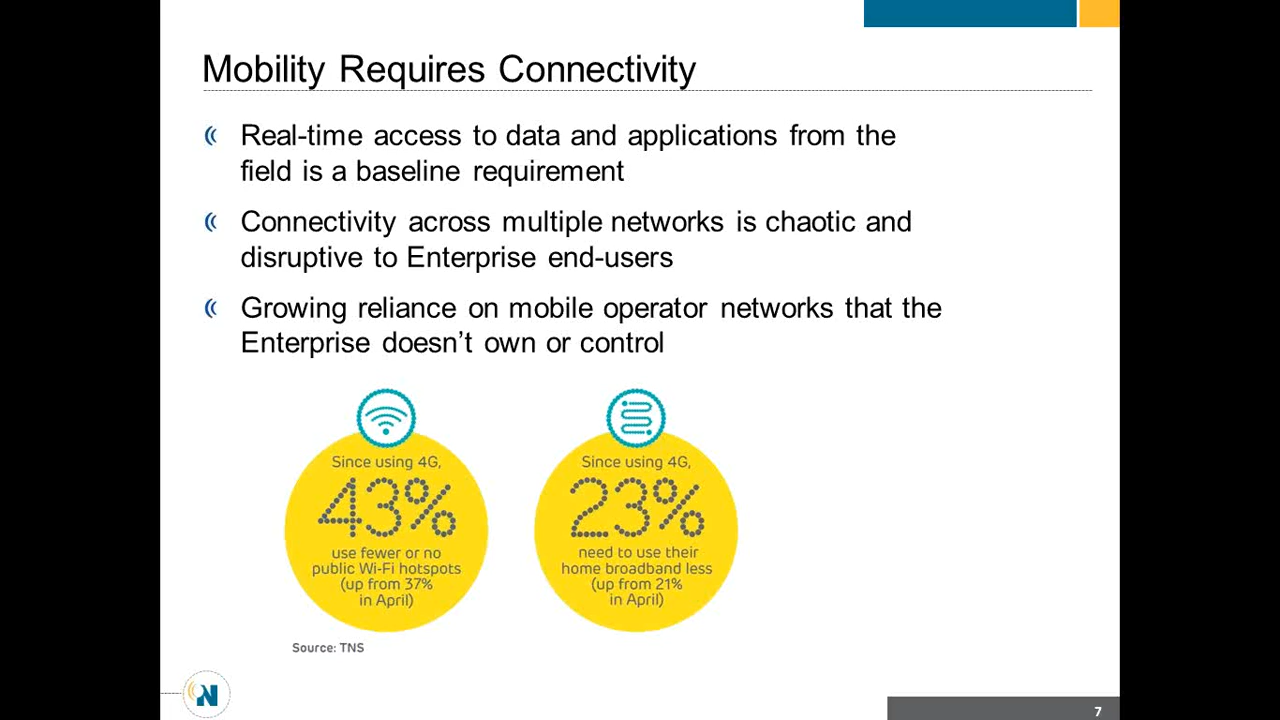 Mobility Requires Connectivity
Real-time access to data and applications from the
field is a baseline requirement
Connectivity across multiple networks is chaotic and
disruptive to Enterprise end-users
Growing reliance on mobile operator networks that the
Enterprise doesn’t own or control
Since using 4G,
43%
use fewer or no
public Wi-Fi hotspots
(up from 37%
in April)
Since using 4G,
23%
need to use their
home broadband less
(up from 21%
in April)
Source: TNS
N
7